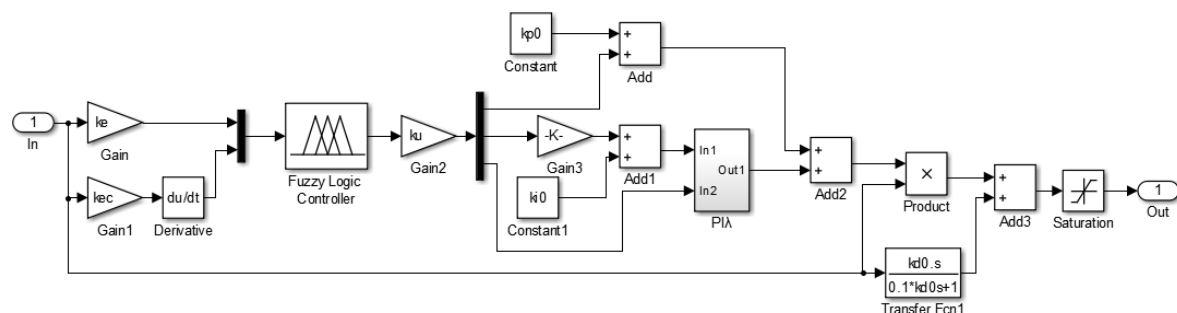 kp0
+
+
Constant
Add
1
In
ke
Gain
Fuzzy Logic
Controller
ku
Gain2
-K-
Gain3
+
+
Add1
In1
In2
Out1
PIλ
+
+
Add2
×
Product
+
+
Add3
Saturation
1
Out
kec
Gain1
du/dt
Derivative
ki0
Constant1
kd0.s
0.1*kd0s+1
Transfer Fcn1